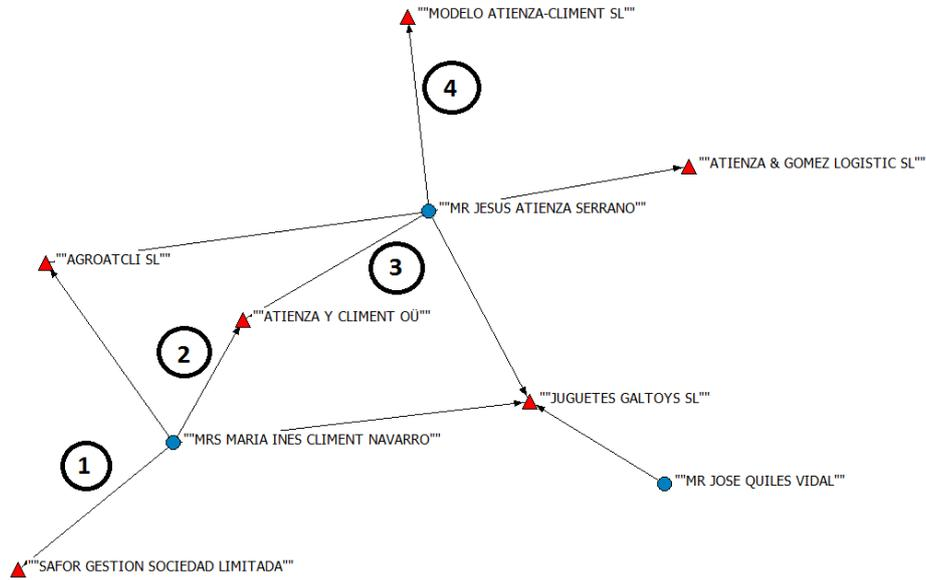 ""MODELO ATIENZA-CLIMENT SL""
4
""ATIENZA & GOMEZ LOGISTIC SL""
""MR JESUS ATIENZA SERRANO""
""AGROATCLI SL""
3
""ATIENZA Y CLIMENT OÜ""
2
""JUGUETES GALTOYS SL""
""MRS MARIA INES CLIMENT NAVARRO""
1
""MR JOSE QUILES VIDAL""
""SAFOR GESTION SOCIEDAD LIMITADA""